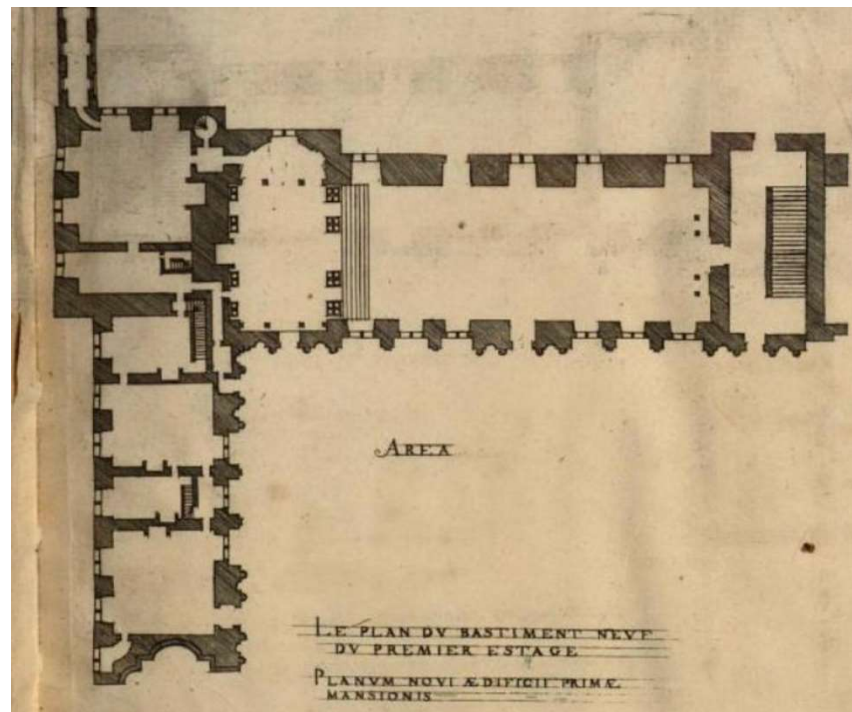 AREA
LE PLAN DV BASTIMENT NEVF
DV PREMIER ESTAGE
PLANVM NOVI ÆDIFICII PRIMÆ
MANSIONIS